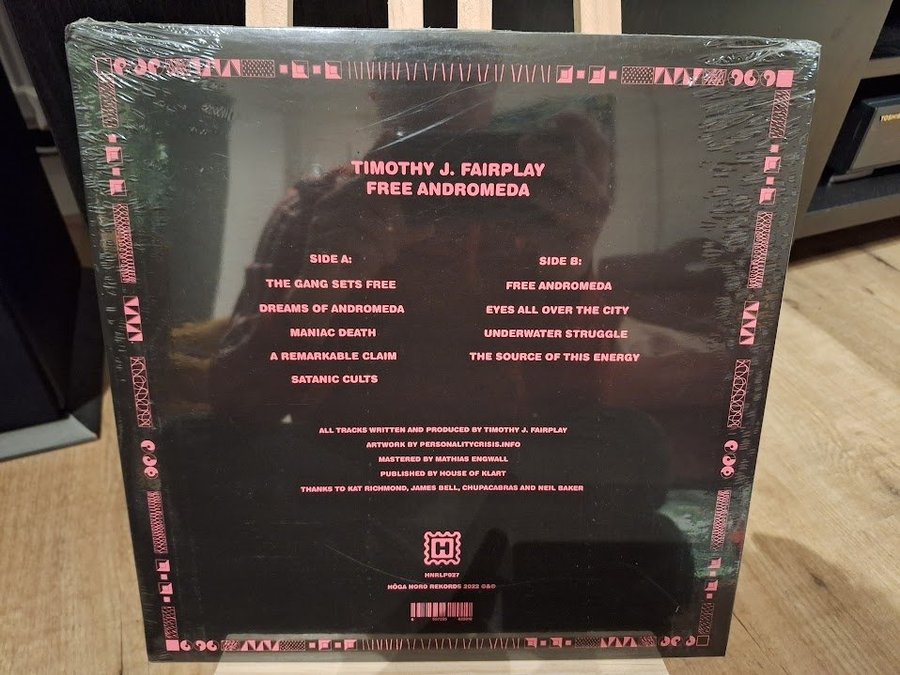 TIMOTHY J. FAIRPLAY
FREE ANDROMEDA
SIDE A:
THE GANG SETS FREE
DREAMS OF ANDROMEDA
MANIAC DEATH
A REMARKABLE CLAIM
SATANIC CULTS
SIDE B:
FREE ANDROMEDA
EYES ALL OVER THE CITY
UNDERWATER STRUGGLE
THE SOURCE OF THIS ENERGY
ALL TRACKS WRITTEN AND PRODUCED BY TIMOTHY J. FAIRPLAY
ARTWORK BY PERSONALITYCRISIS.INFO
MASTERED BY MATHIAS ENGWALL
PUBLISHED BY HOUSE OF KLART
THANKS TO KAT RICHMOND, JAMES BELL, CHUPACABRAS AND NEIL BAKER
H
HNRLP027
HÖGA NORD REKORDS 2022 ©&℗